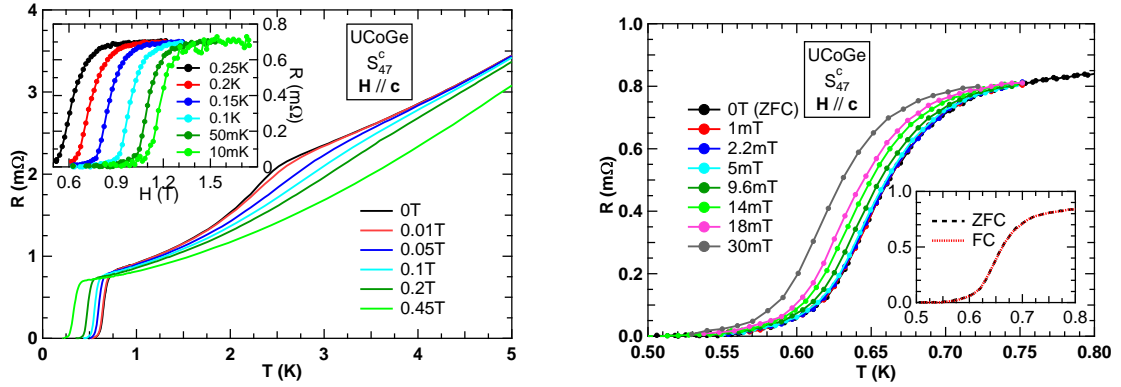 4
3
2
1
0
R (mΩ)
0 1 2 3 4 5
T (K)
UCoGe
S^c_47
H // c
0T
0.01T
0.05T
0.1T
0.2T
0.45T
0.8
0.6
0.4
0.2
0
R (mΩ)
0.6 0.9 1.2 1.5
H (T)
0.25K
0.2K
0.15K
0.1K
50mK
10mK
1.0
0.8
0.6
0.4
0.2
0.0
R (mΩ)
0.50 0.60 0.65 0.70 0.75 0.80
T (K)
UCoGe
S^c_47
H // c
0T (ZFC)
1mT
2.2mT
5mT
9.6mT
14mT
18mT
30mT
1.0
0.5
0.0
0.5 0.6 0.7 0.8
ZFC
FC